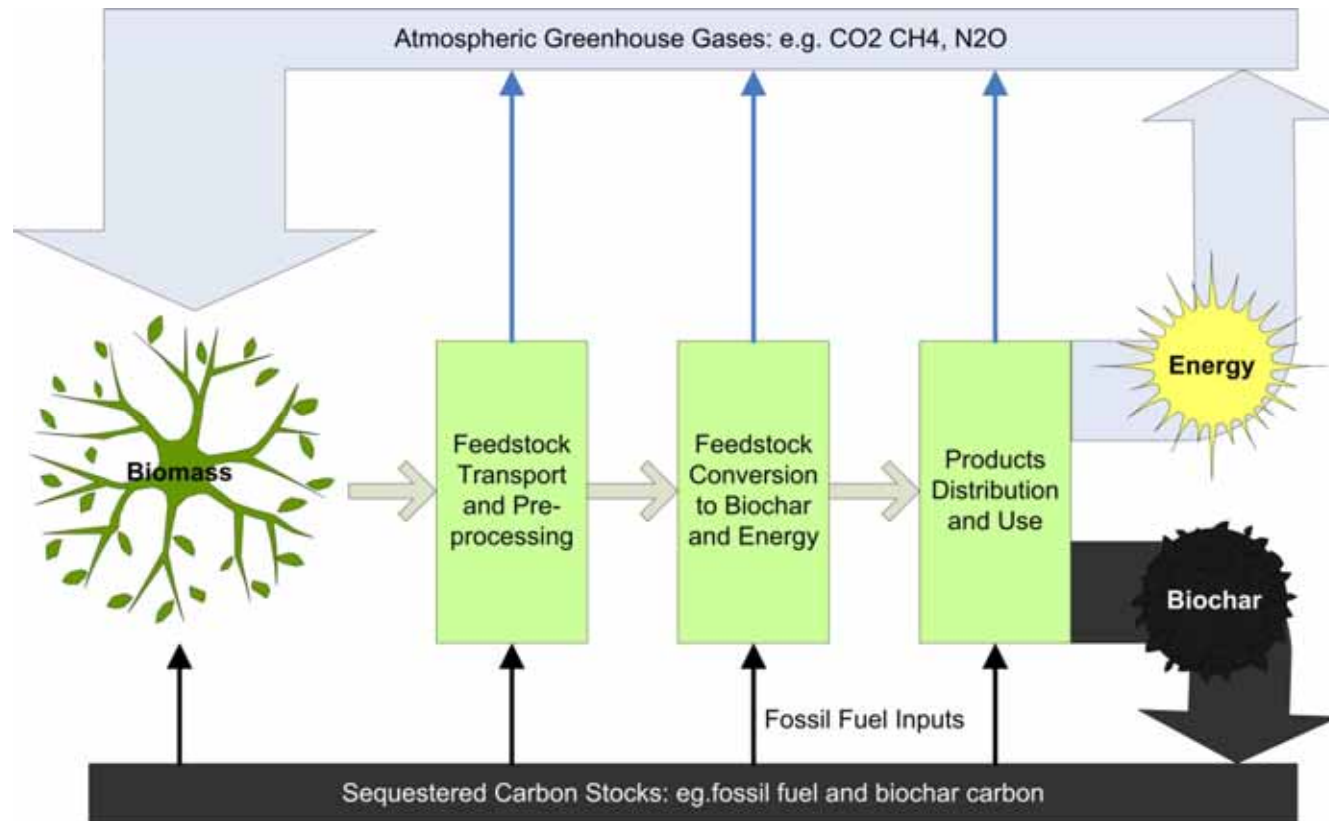 Atmospheric Greenhouse Gases: e.g. CO2 CH4, N2O
Biomass
Feedstock
Transport
and Pre-
processing
Feedstock
Conversion
to Biochar
and Energy
Products
Distribution
and Use
Energy
Biochar
Fossil Fuel Inputs
Sequestered Carbon Stocks: eg.fossil fuel and biochar carbon